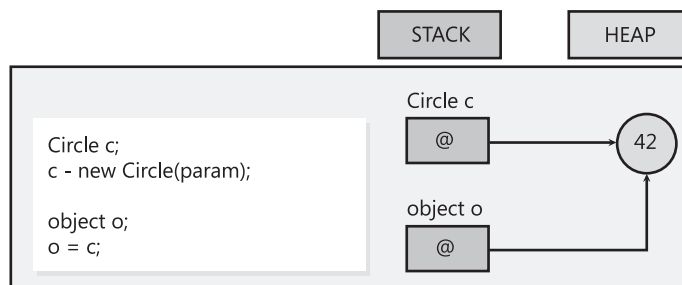 STACK HEAP
Circle c
@
42
Circle c;
c - new Circle(param);
object o;
o = c;
object o
@